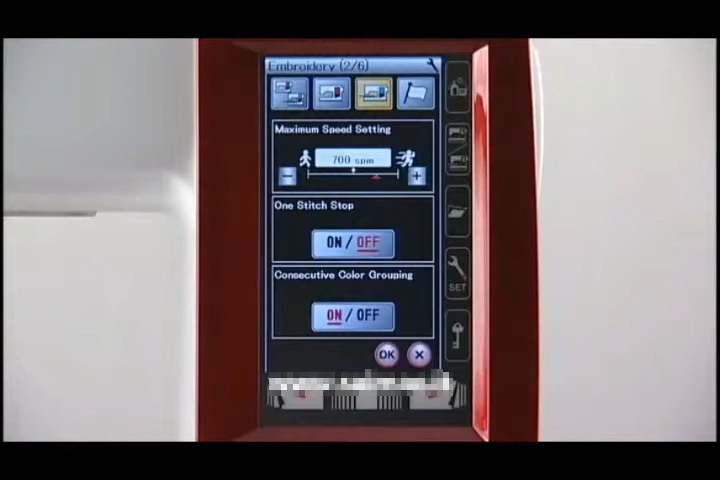 Embroidery (2/6)
Maximum Speed Setting
700 spm
− +
One Stitch Stop
ON / OFF
Consecutive Color Grouping
ON / OFF
OK ×
SET